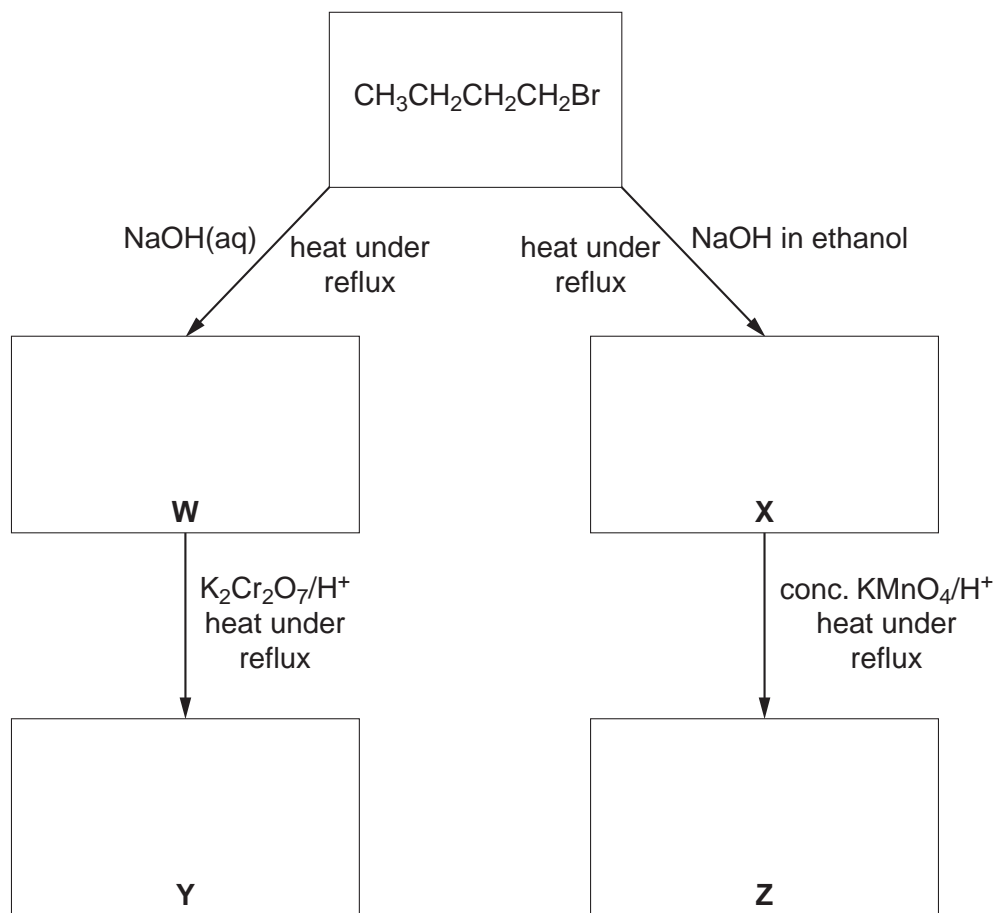 CH₃CH₂CH₂CH₂Br
NaOH(aq)
heat under
reflux
heat under
reflux
NaOH in ethanol
W
X
K₂Cr₂O₇/H⁺
heat under
reflux
conc. KMnO₄/H⁺
heat under
reflux
Y
Z